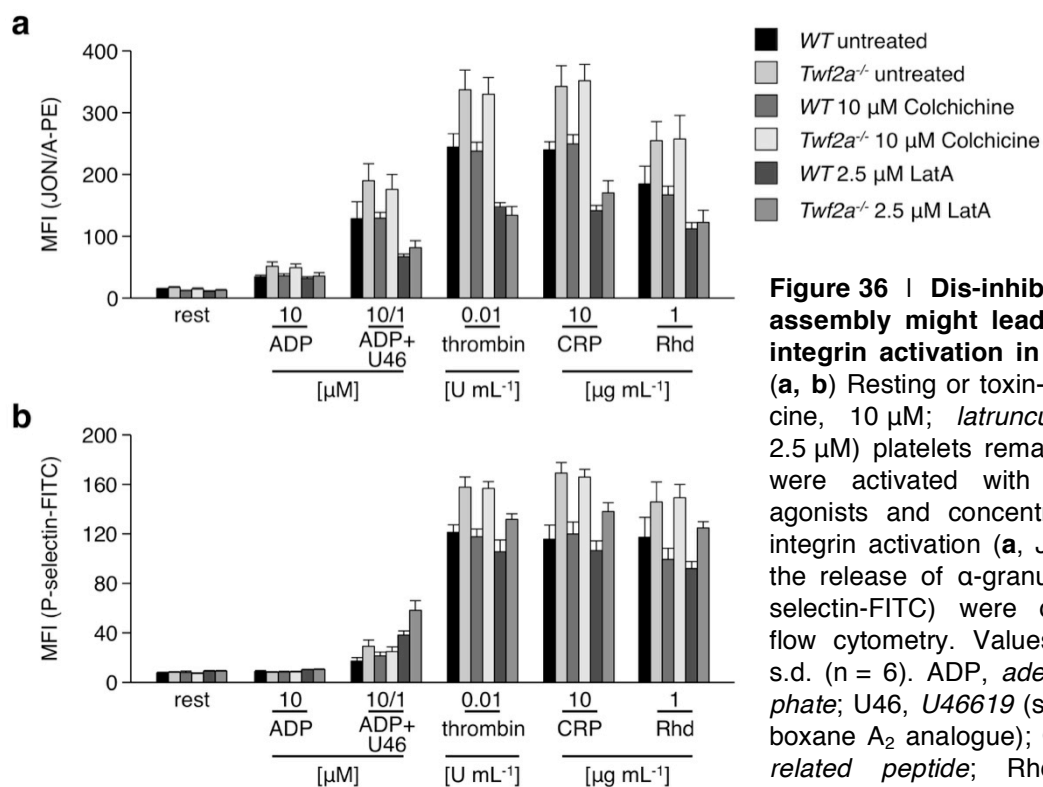 a
400
300
200
100
0
MFI (JON/A-PE)
rest
10 10/1 0.01 10 1
ADP ADP+ U46 thrombin CRP Rhd
[µM] [U mL-1] [µg mL-1]
WT untreated
Twf2a-/- untreated
WT 10 µM Colchichine
Twf2a-/- 10 µM Colchicine
WT 2.5 µM LatA
Twf2a-/- 2.5 µM LatA
b
200
160
120
80
40
0
MFI (P-selectin-FITC)
rest
10 10/1 0.01 10 1
ADP ADP+ U46 thrombin CRP Rhd
[µM] [U mL-1] [µg mL-1]
Figure 36 | Dis-inhib
assembly might lead
integrin activation in
(a, b) Resting or toxin-
cine, 10 µM; latruncu
2.5 µM) platelets rema
were activated with
agonists and concentr
integrin activation (a, J
the release of α-granu
selectin-FITC) were c
flow cytometry. Values
s.d. (n = 6). ADP, ade
phate; U46, U46619 (s
boxane A2 analogue);
related peptide; Rh